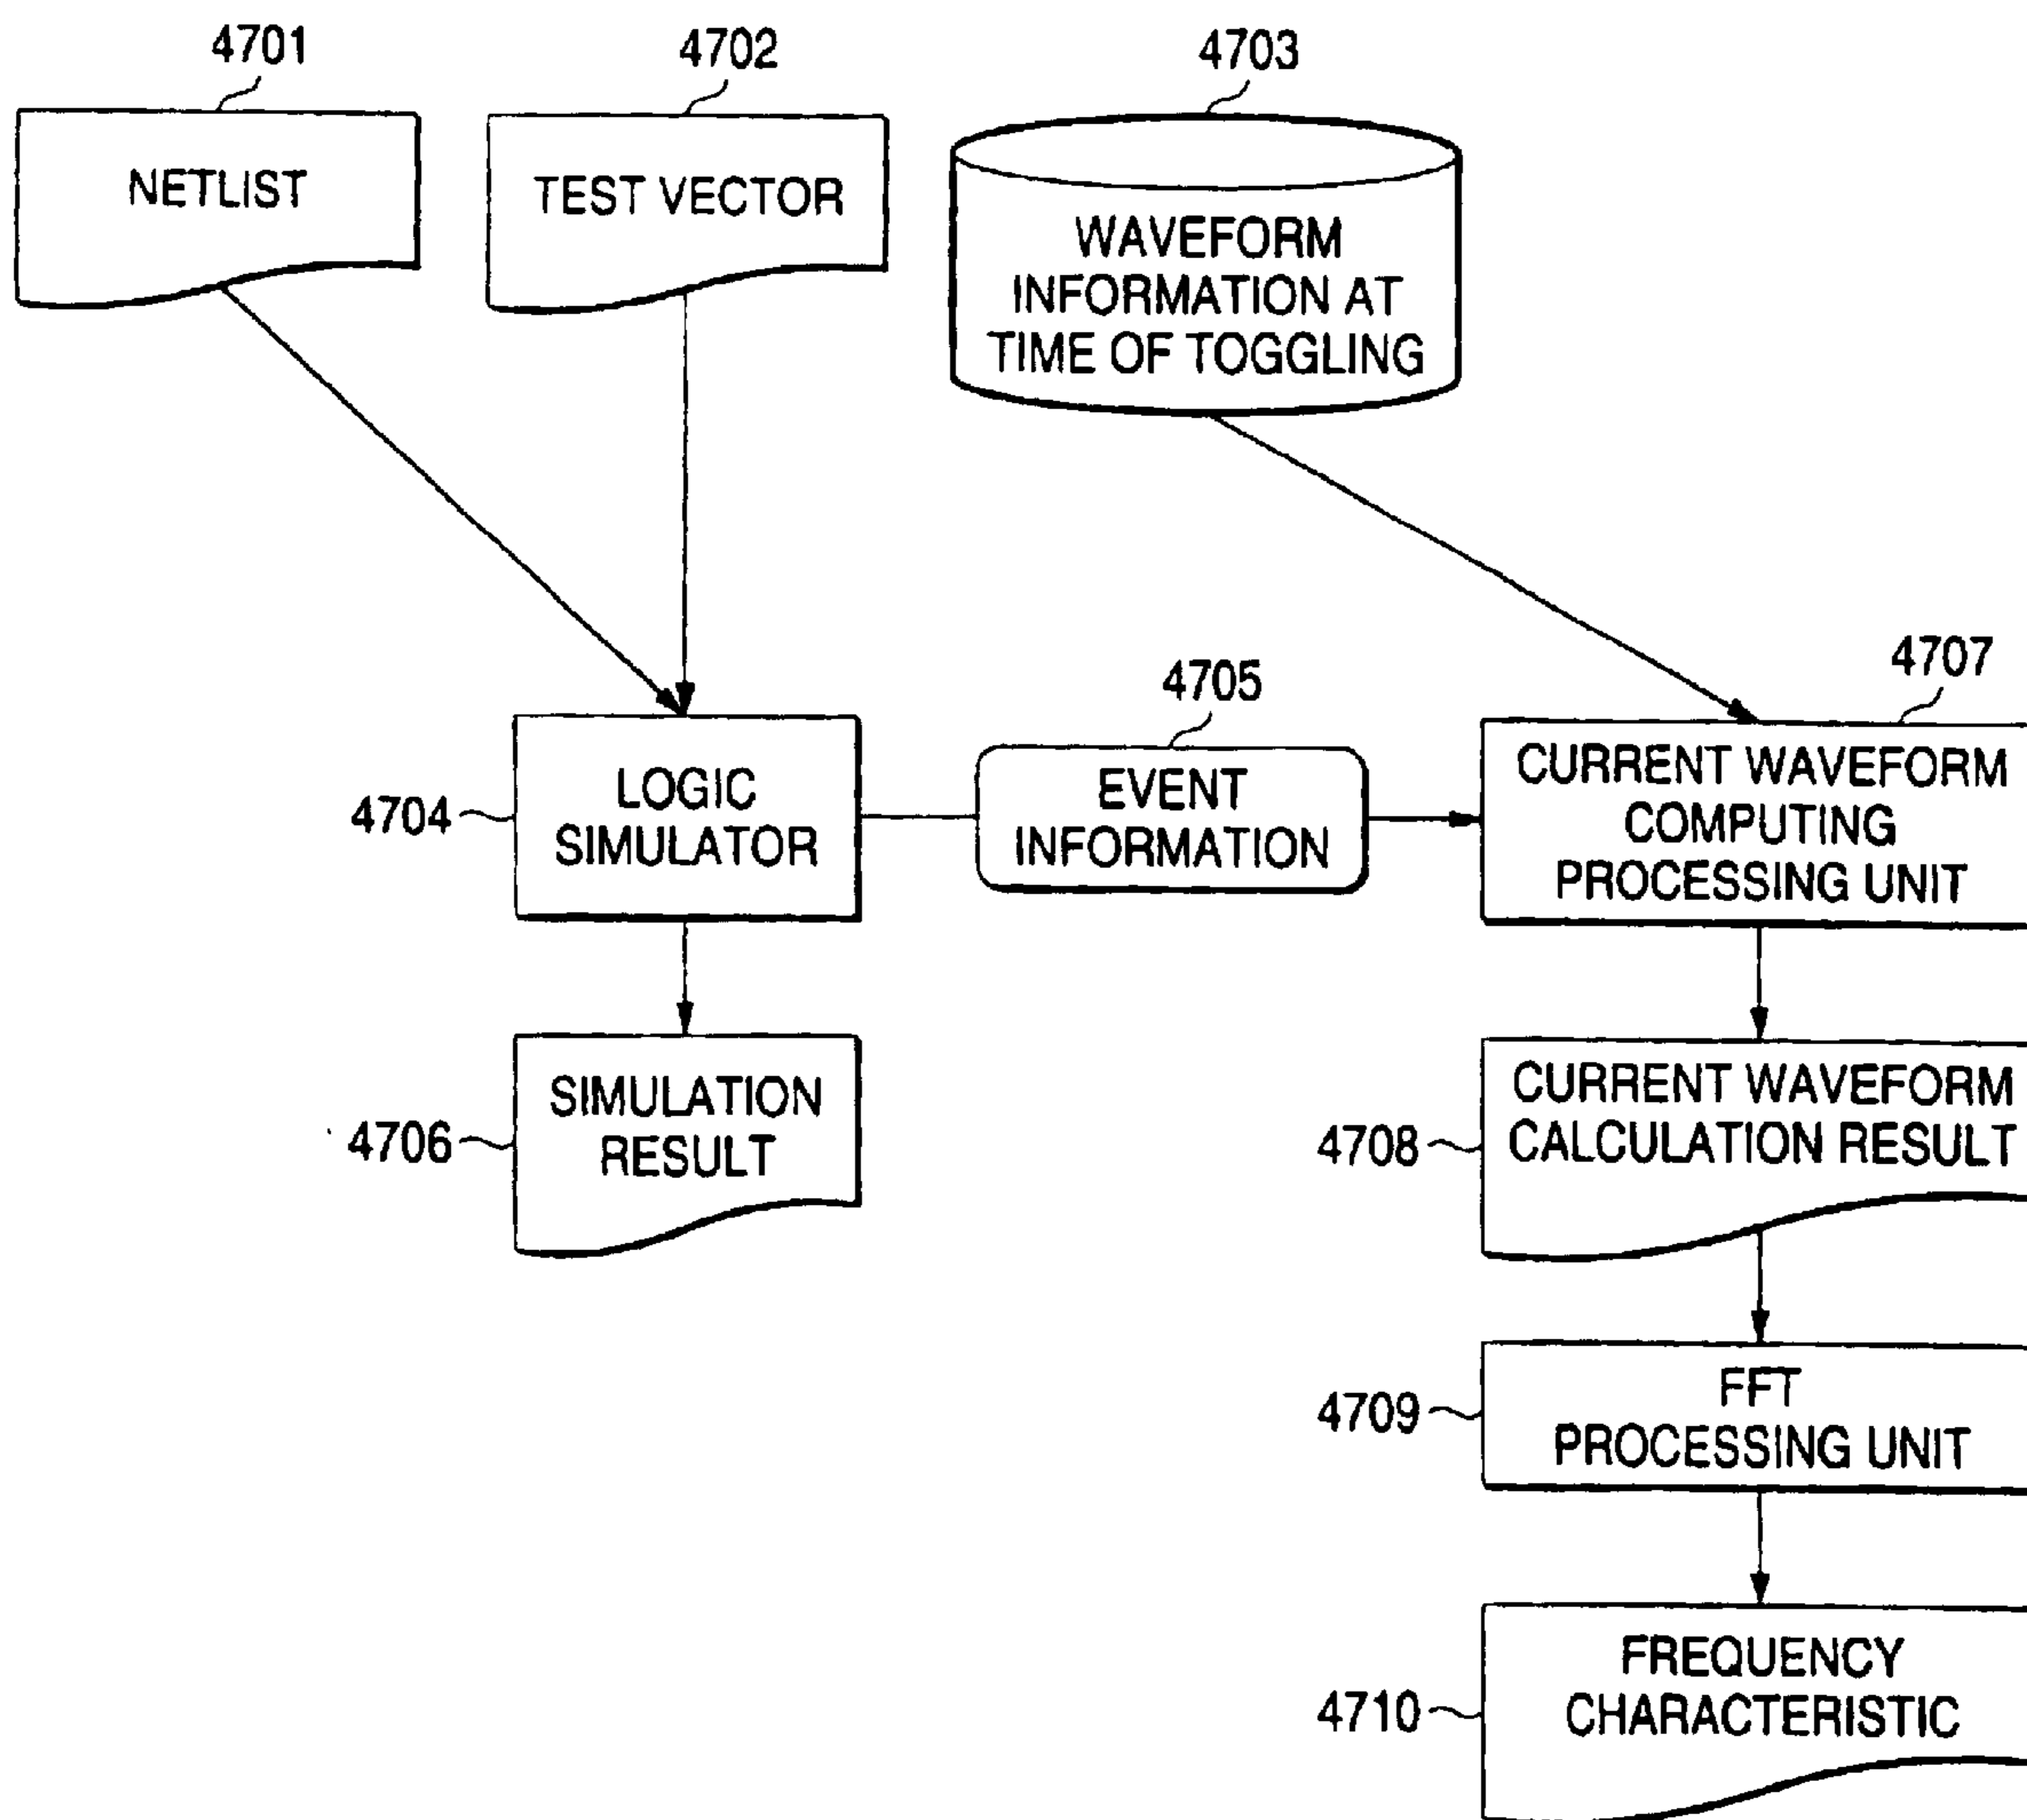 4701
4702
4703
NETLIST
TEST VECTOR
WAVEFORM
INFORMATION AT
TIME OF TOGGLING
4704
LOGIC
SIMULATOR
4705
EVENT
INFORMATION
4707
CURRENT WAVEFORM
COMPUTING
PROCESSING UNIT
4706
SIMULATION
RESULT
4708
CURRENT WAVEFORM
CALCULATION RESULT
4709
FFT
PROCESSING UNIT
4710
FREQUENCY
CHARACTERISTIC